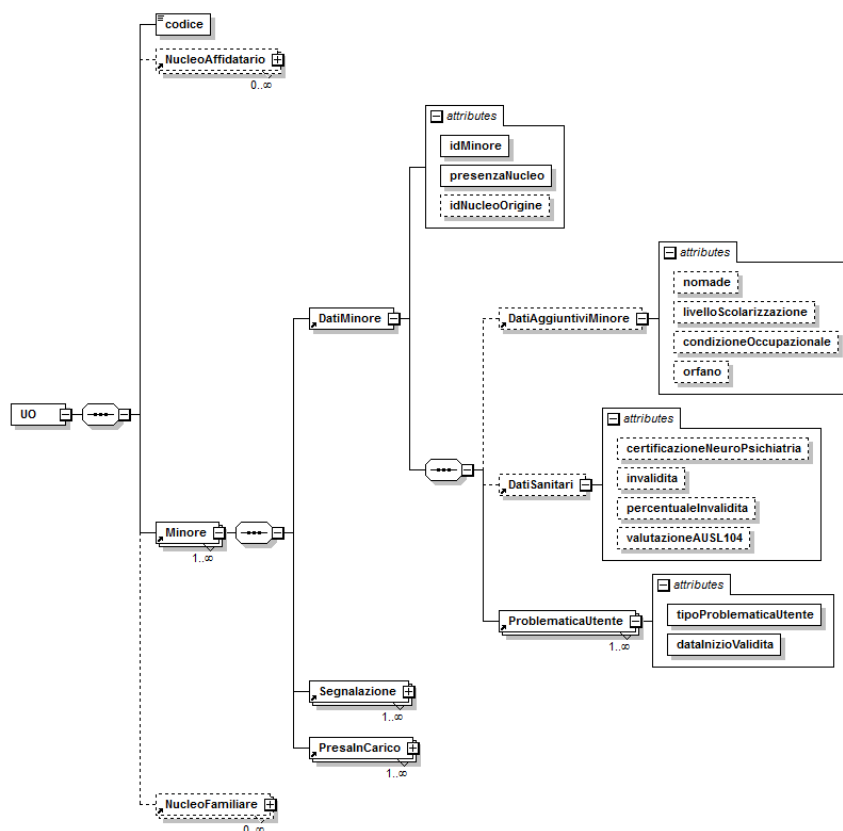 codice
NucleoAffidatario
0..∞
attributes
idMinore
presenzaNucleo
idNucleoOrigine
attributes
nomade
livelloScolarizzazione
condizioneOccupazionale
orfano
DatiMinore
DatiAggiuntiviMinore
UO
attributes
certificazioneNeuroPsichiatria
invalidita
percentualeInvalidita
valutazioneAUSL104
DatiSanitari
Minore
1..∞
attributes
tipoProblematicaUtente
dataInizioValidita
ProblematicaUtente
1..∞
Segnalazione
1..∞
PresaInCarico
1..∞
NucleoFamiliare
0..∞